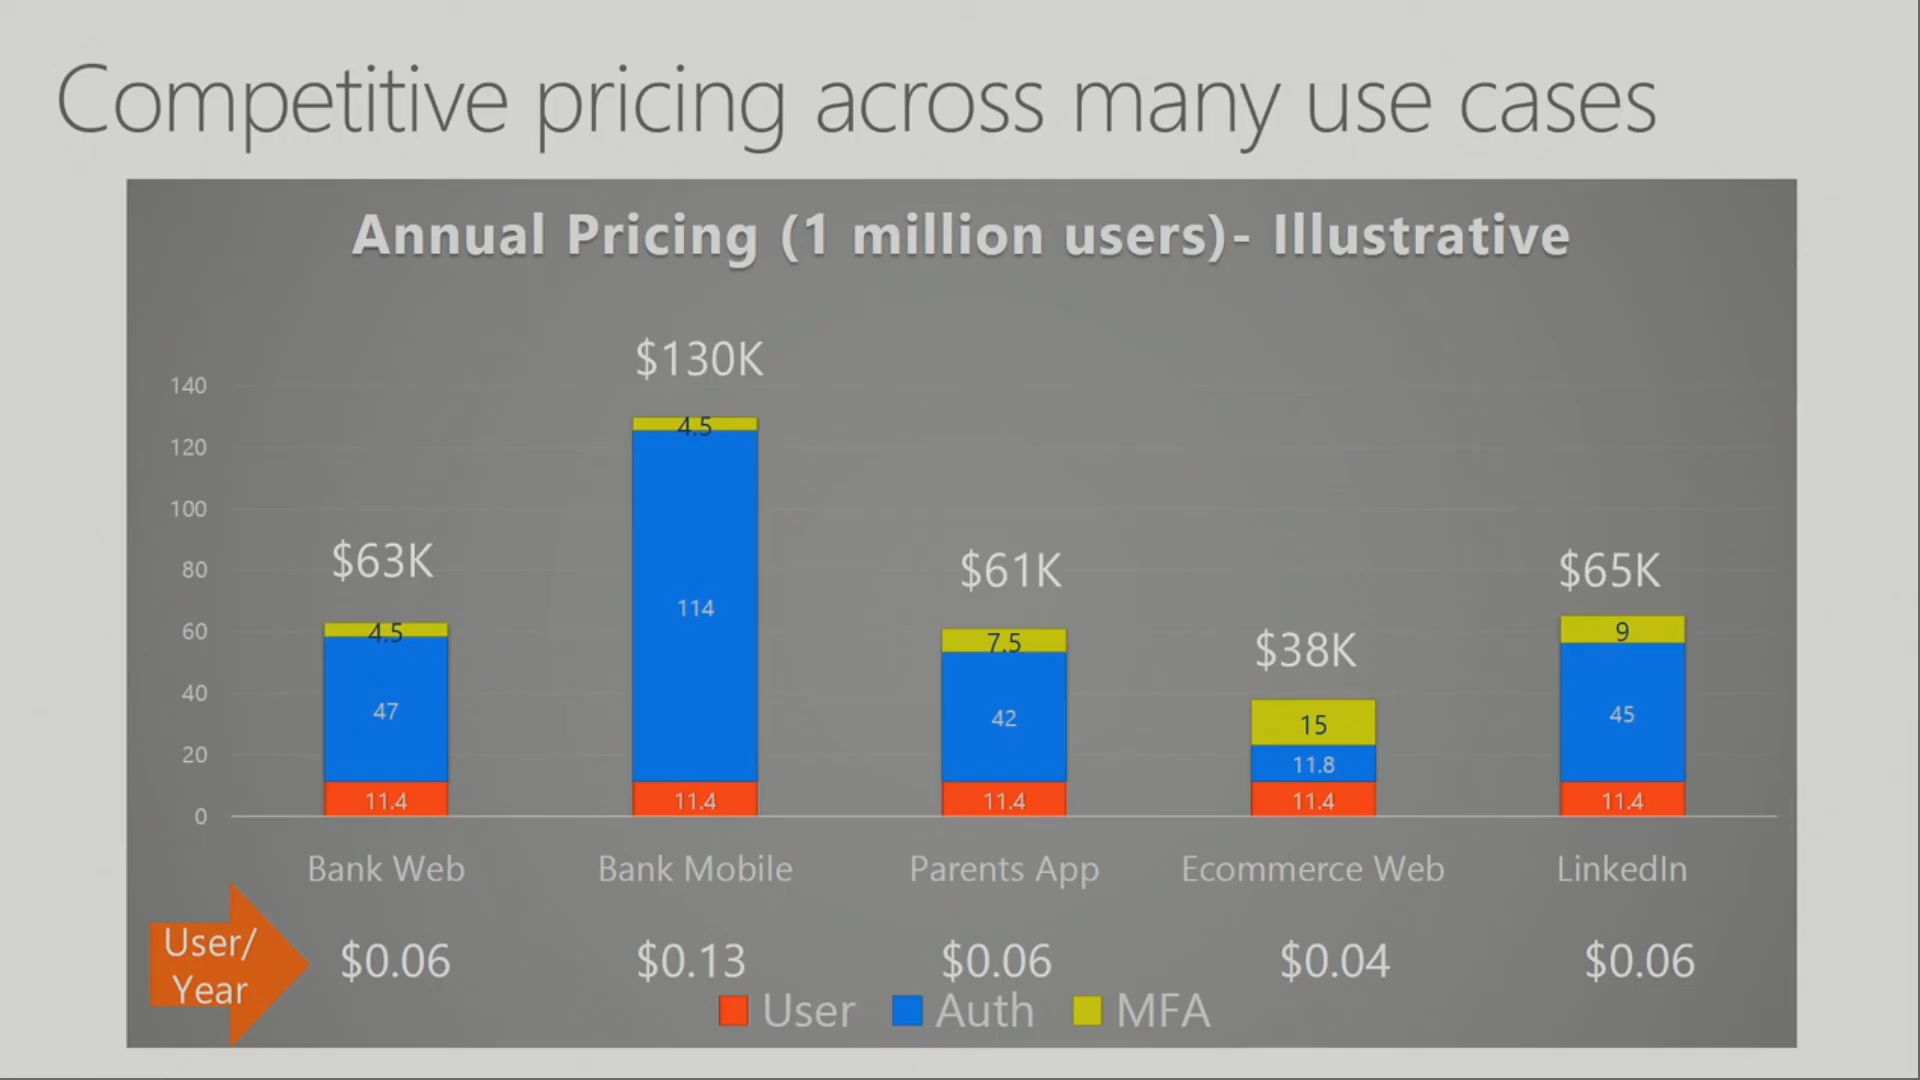 Competitive pricing across many use cases
Annual Pricing (1 million users)- Illustrative
$130K
140
4.5
120
100
$63K
80
$61K
$65K
114
60
4.5
7.5
$38K
9
40
47
42
15
45
20
11.8
0
11.4
11.4
11.4
11.4
11.4
Bank Web
Bank Mobile
Parents App
Ecommerce Web
LinkedIn
User/
Year
$0.06
$0.13
$0.06
$0.04
$0.06
User
Auth
MFA